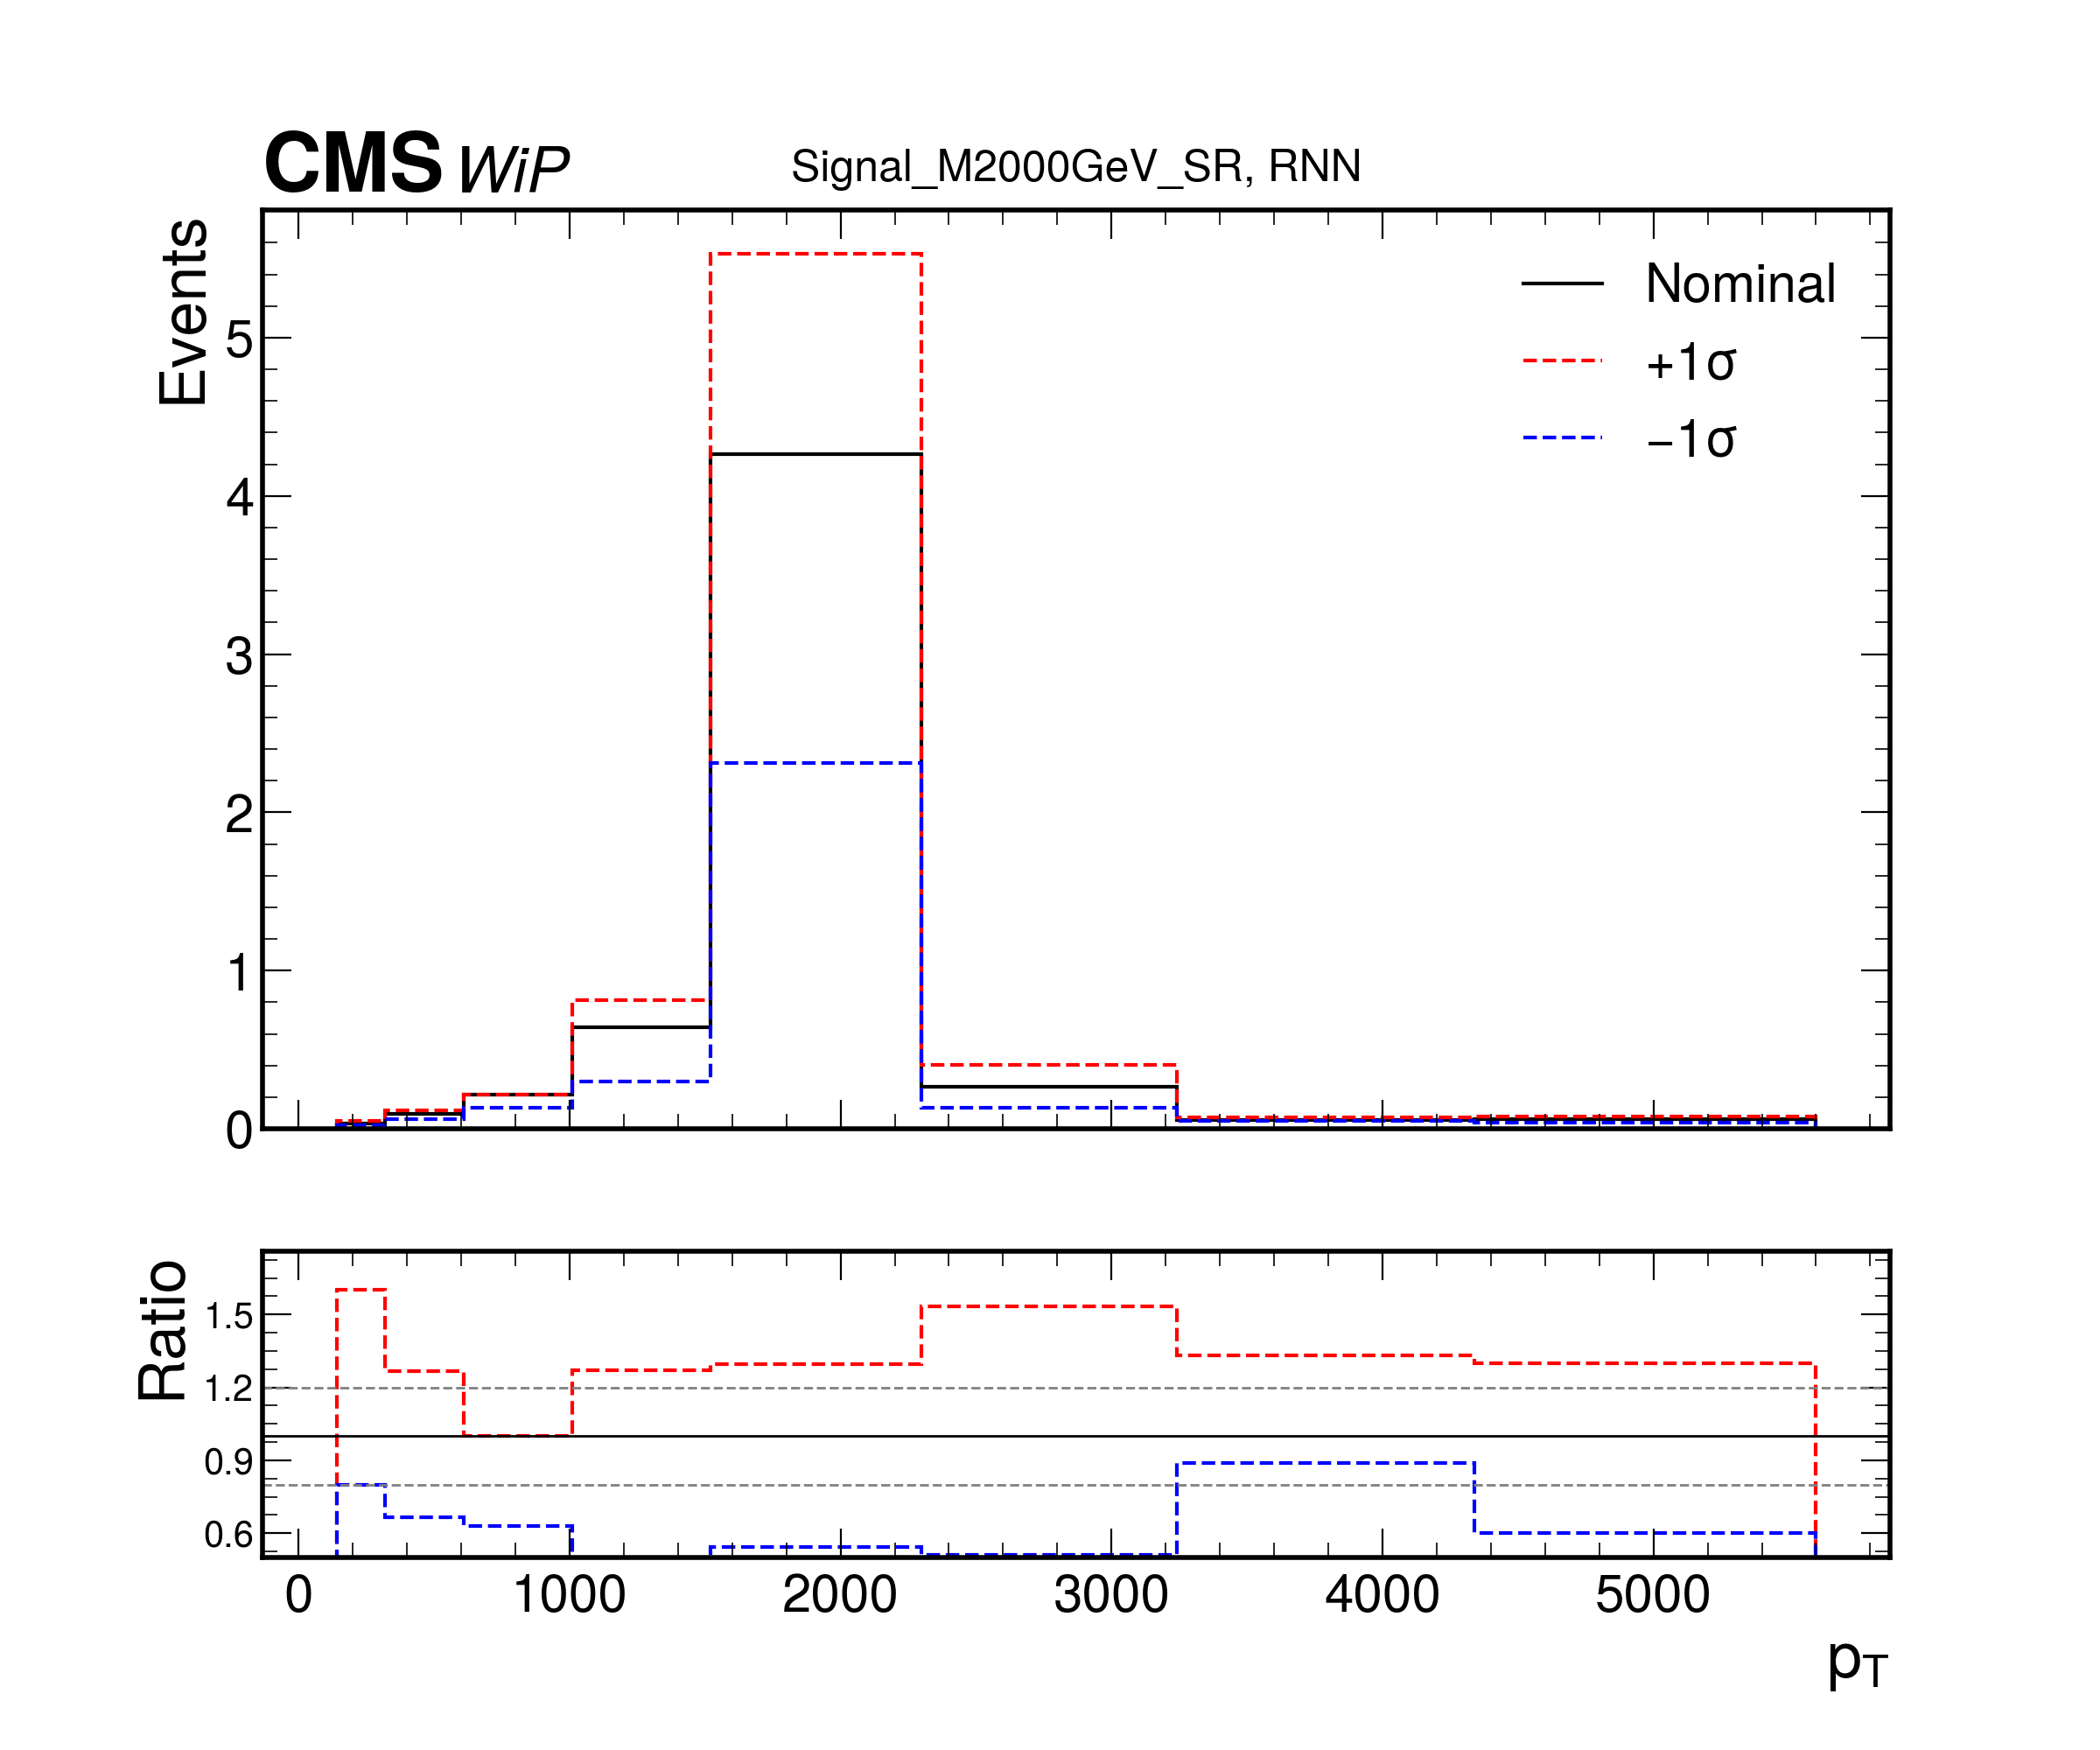 CMS WiP Signal_M2000GeV_SR, RNN
Events
5
4
3
2
1
0
Nominal
+1σ
−1σ
Ratio
1.5
1.2
0.9
0.6
0 1000 2000 3000 4000 5000
pT